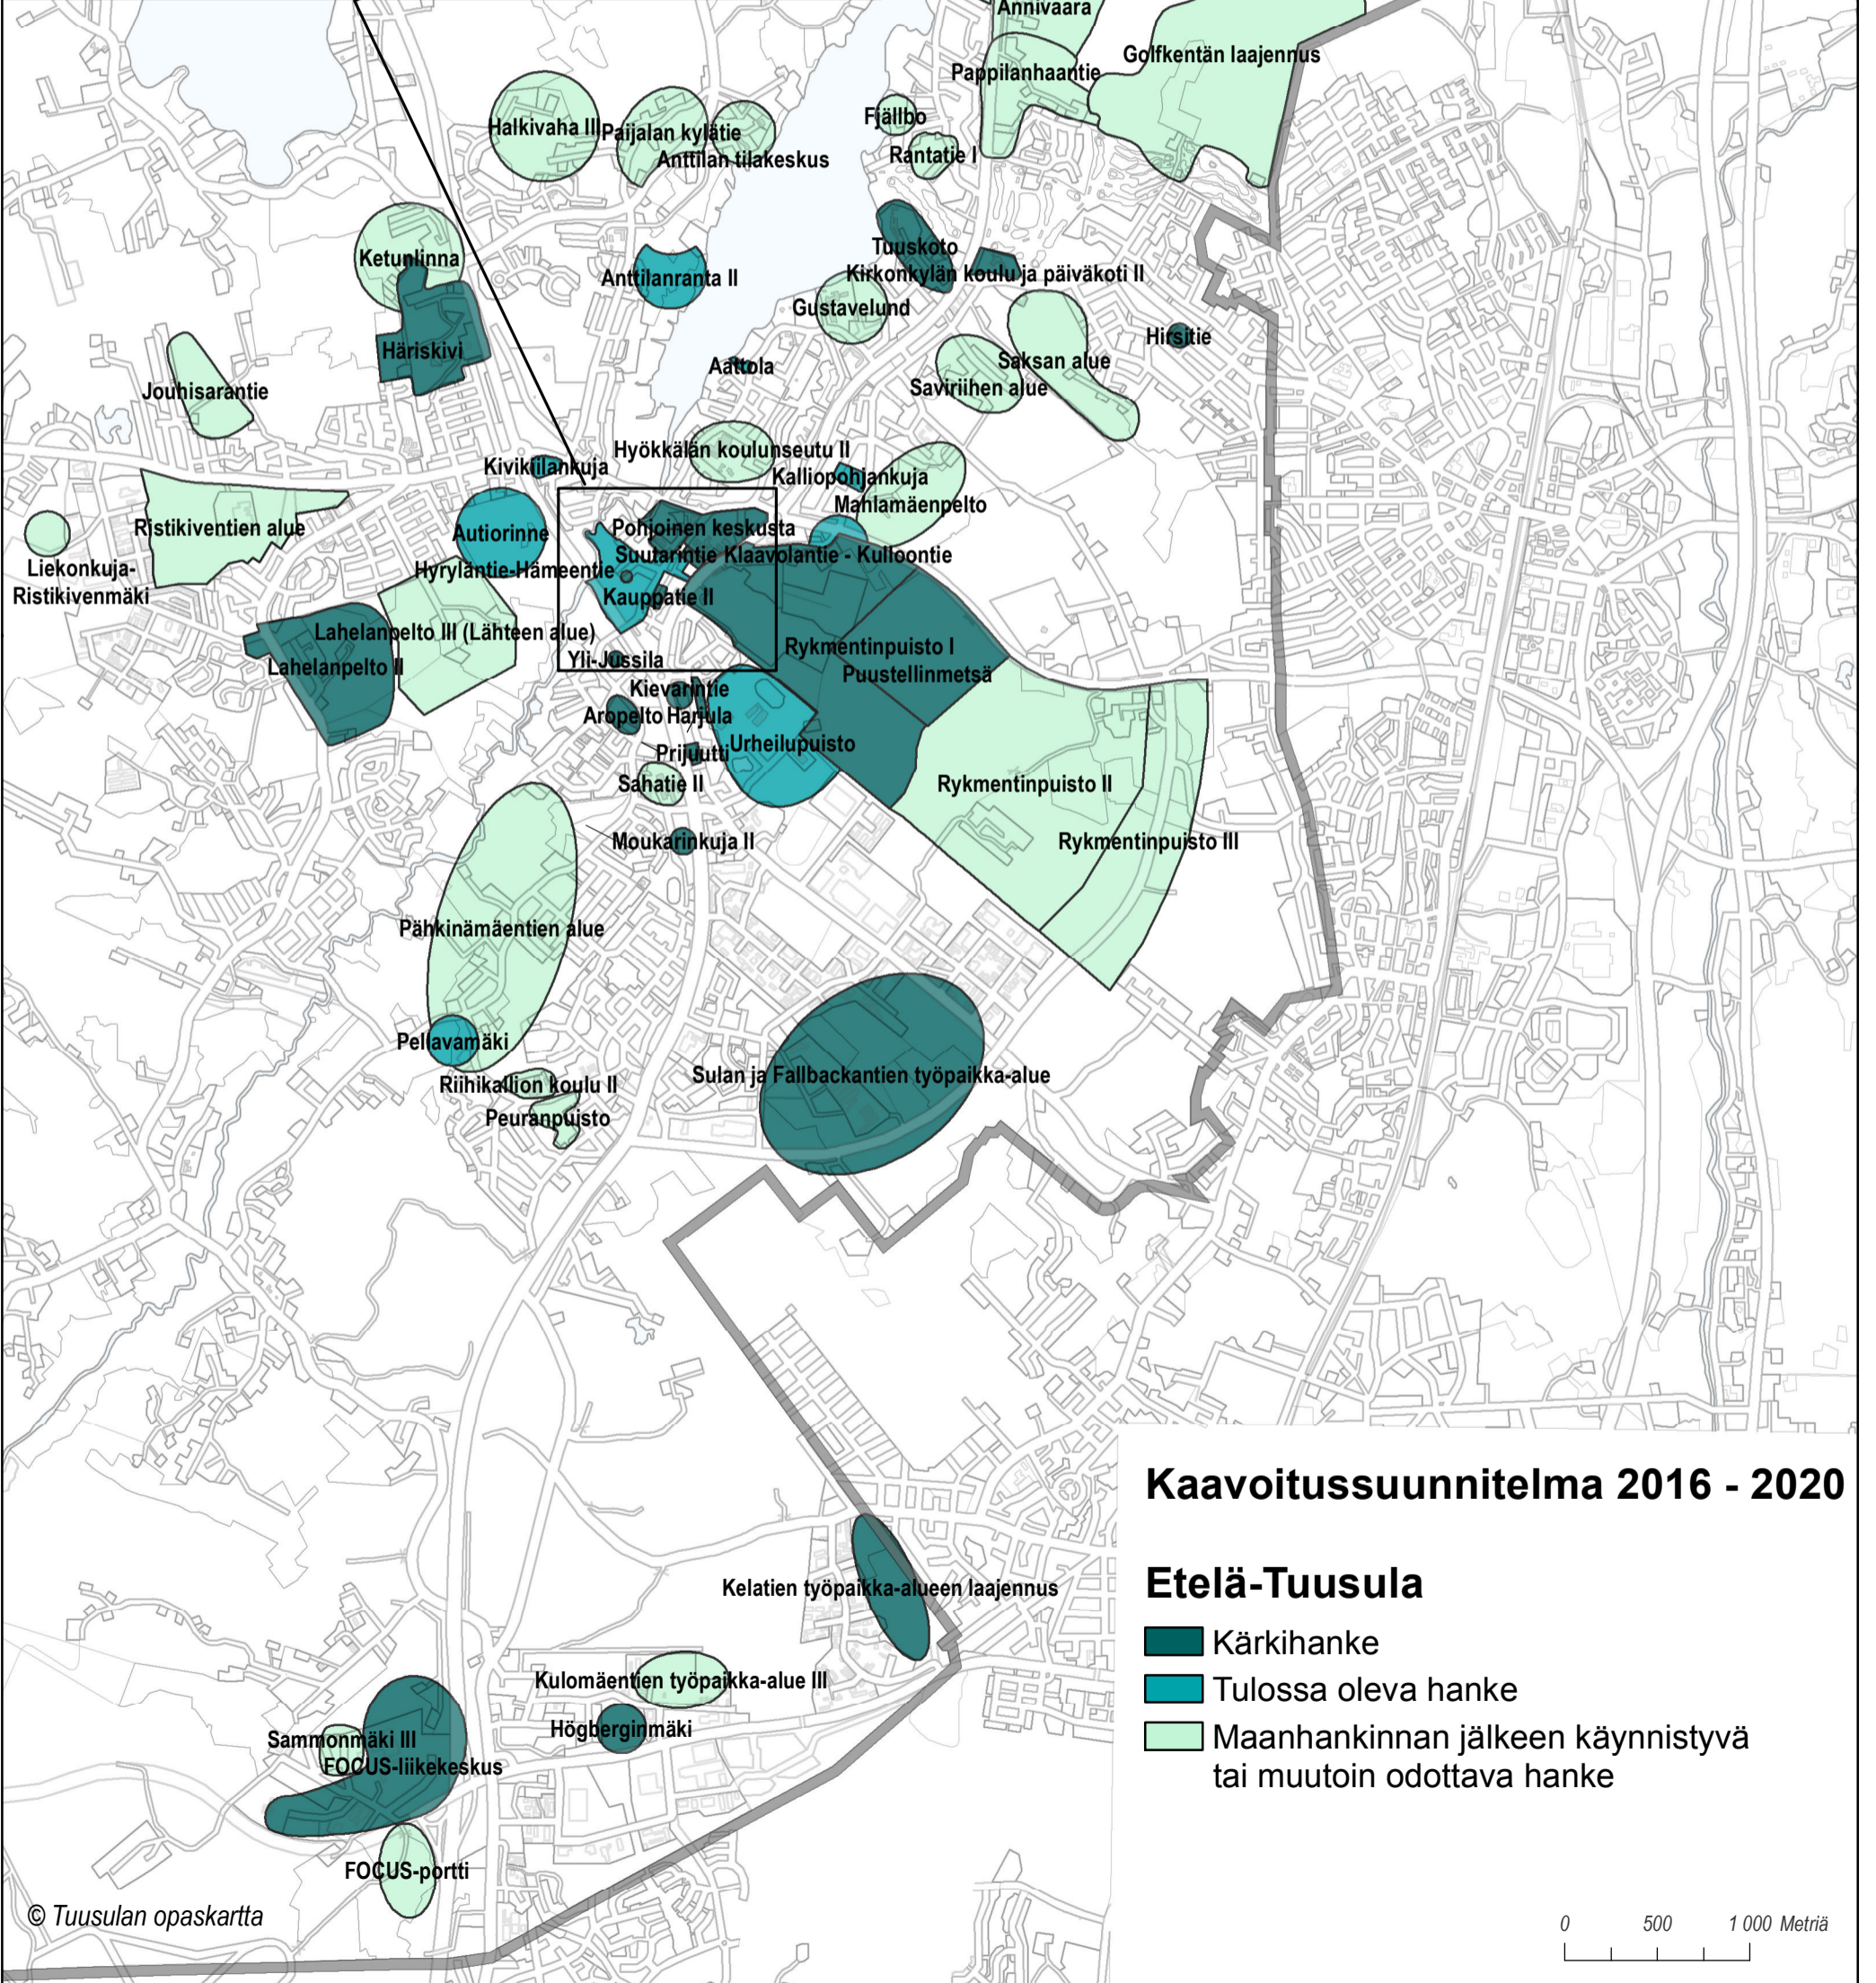 Annivaara
Golfkentän laajennus
Pappilanhaantie
Fjällbo
Halkivaha III
Paijalan kylätie
Anttilan tilakeskus
Rantatie I
Tuuskoto
Ketunlinna
Anttilanranta II
Kirkonkylän koulu ja päiväkoti II
Gustavelund
Hirsitie
Häriskivi
Aattola
Saksan alue
Saviriihen alue
Jouhisarantie
Hyökkälän koulunseutu II
Kivikiilankuja
Kalliopohjankuja
Mahlamäenpelto
Ristikiventien alue
Autiorinne
Pohjoinen keskusta
Suutarintie
Klaavolantie - Kulloontie
Liekonkuja-
Ristikivenmäki
Hyryläntie-Hämeentie
Kauppatie II
Lahelanpelto III (Lähteen alue)
Rykmentinpuisto I
Yli-Jussila
Lahelanpelto II
Puustellinmetsä
Kievarintie
Aropelto
Harjula
Urheilupuisto
Prijuutti
Sahatie II
Rykmentinpuisto II
Moukarinkuja II
Rykmentinpuisto III
Pähkinämäentien alue
Pellavamäki
Sulan ja Fallbackantien työpaikka-alue
Riihikallion koulu II
Peuranpuisto
Kaavoitussuunnitelma 2016 - 2020
Etelä-Tuusula
Kärkihanke
Tulossa oleva hanke
Maanhankinnan jälkeen käynnistyvä
tai muutoin odottava hanke
Kelatien työpaikka-alueen laajennus
Kulomäentien työpaikka-alue III
Högberginmäki
Sammonmäki III
FOCUS-liikekeskus
FOCUS-portti
© Tuusulan opaskartta
0 500 1 000 Metriä